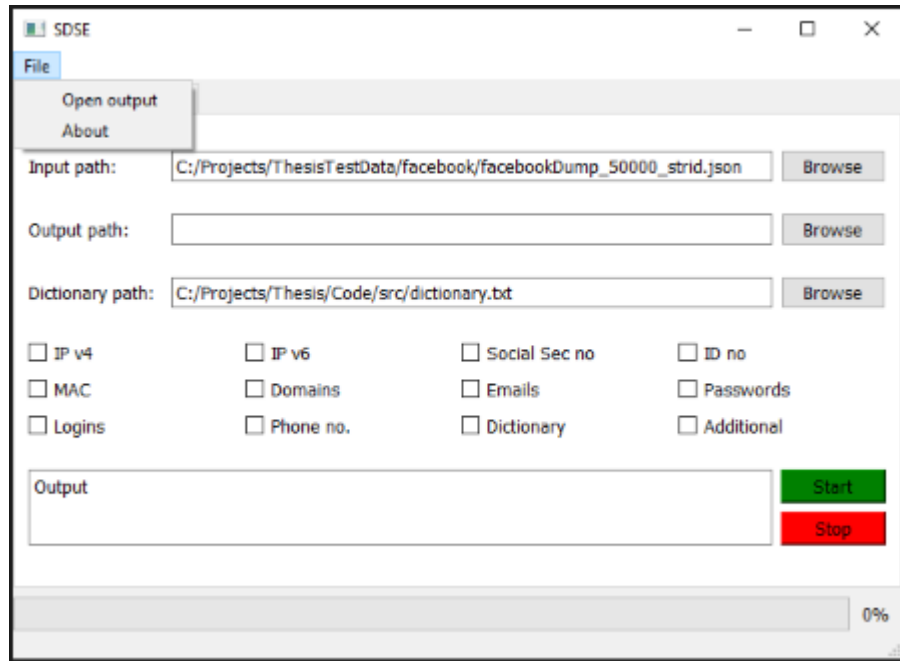 SDSE
File
Open output
About
Input path: C:/Projects/ThesisTestData/facebook/facebookDump_50000_strid.json Browse
Output path: Browse
Dictionary path: C:/Projects/Thesis/Code/src/dictionary.txt Browse
IP v4 IP v6 Social Sec no ID no
MAC Domains Emails Passwords
Logins Phone no. Dictionary Additional
Output Start
Stop
0%